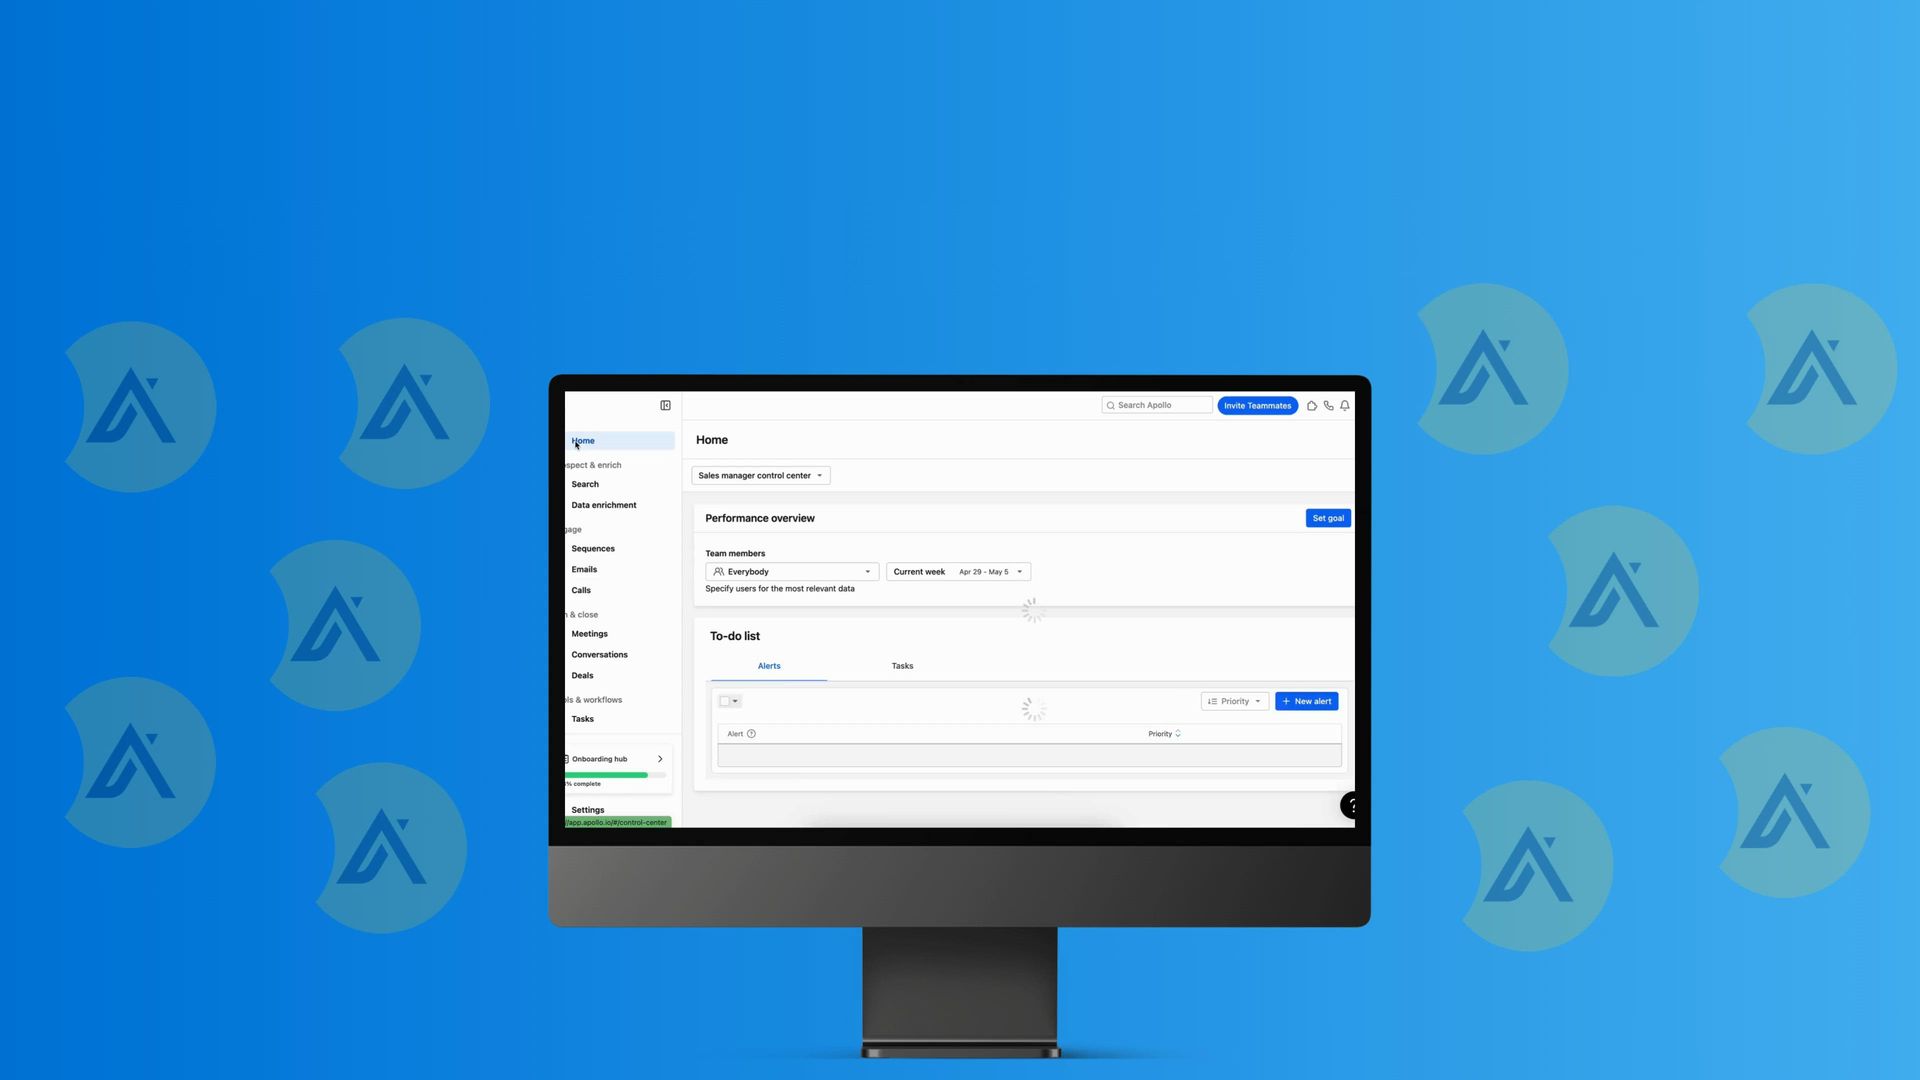 Search Apollo
Invite Teammates
Home
spect & enrich
Search
Data enrichment
gage
Sequences
Emails
Calls
n & close
Meetings
Conversations
Deals
ols & workflows
Tasks
Onboarding hub
% complete
Settings
//app.apollo.io/#/control-center
Home
Sales manager control center
Performance overview
Set goal
Team members
Everybody
Current week Apr 29 - May 5
Specify users for the most relevant data
To-do list
Alerts
Tasks
Priority
+ New alert
Alert
Priority
?